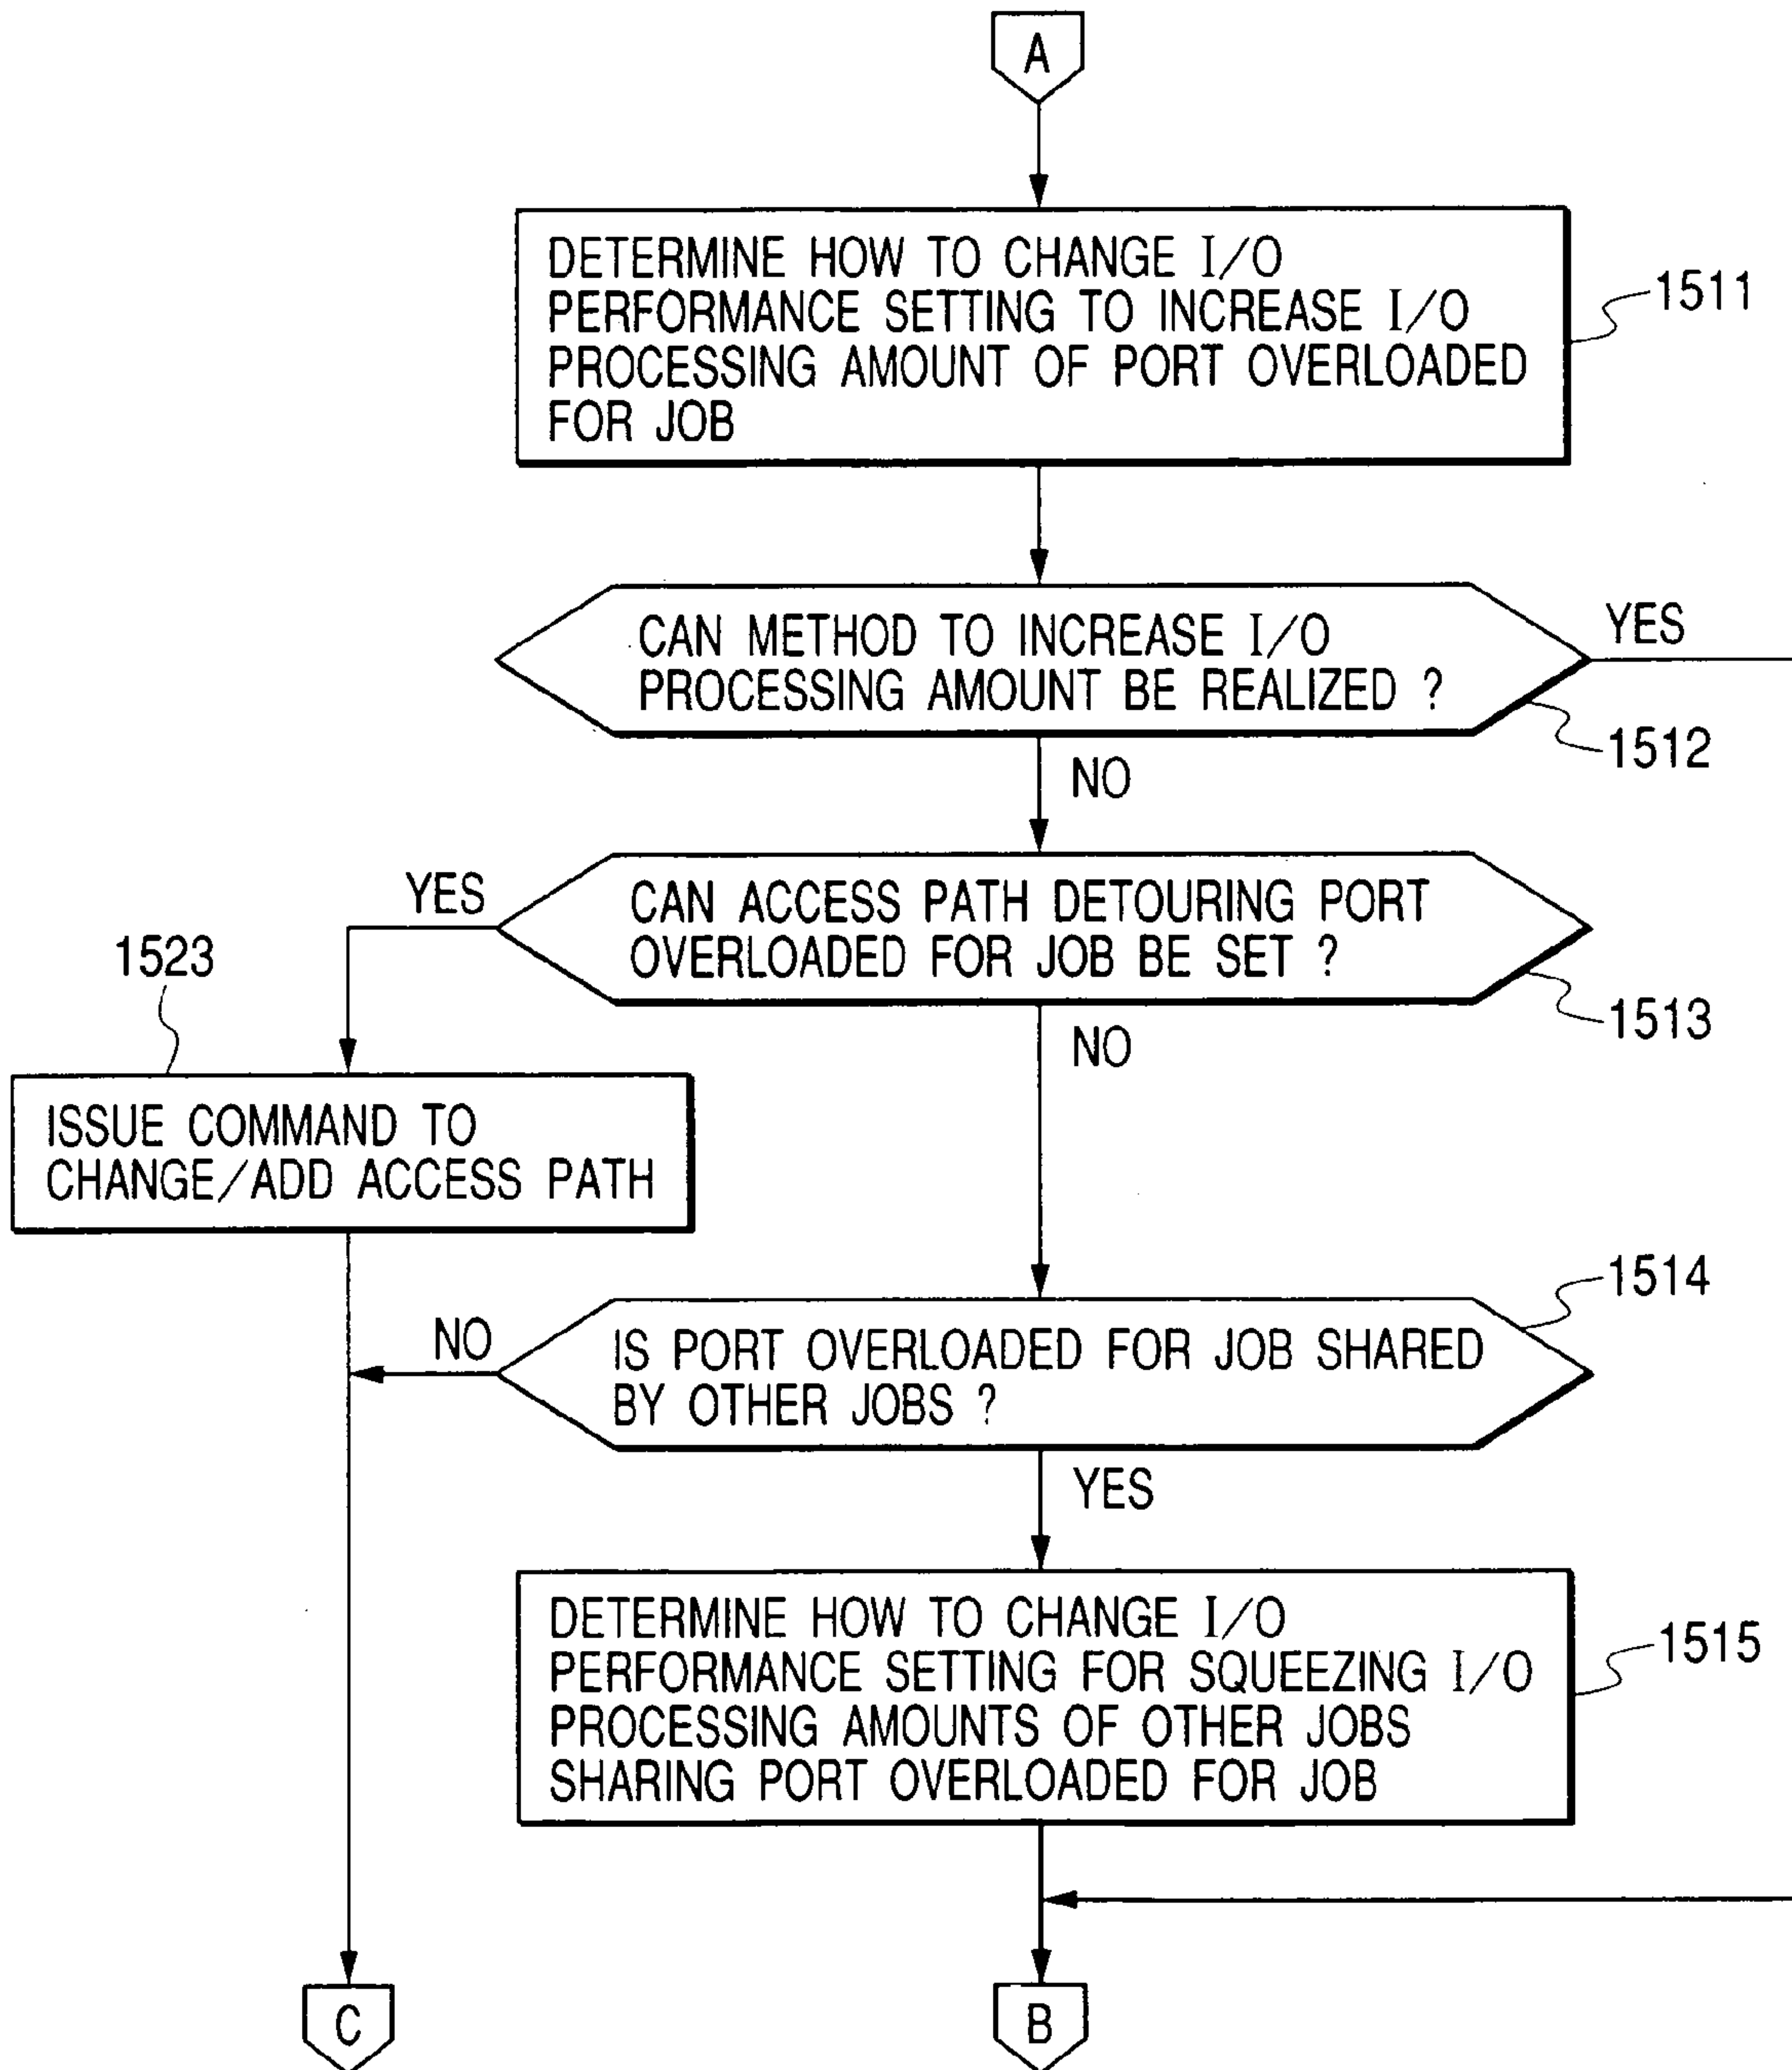 A
DETERMINE HOW TO CHANGE I/O
PERFORMANCE SETTING TO INCREASE I/O
PROCESSING AMOUNT OF PORT OVERLOADED
FOR JOB
1511
CAN METHOD TO INCREASE I/O
PROCESSING AMOUNT BE REALIZED ?
YES
1512
NO
CAN ACCESS PATH DETOURING PORT
OVERLOADED FOR JOB BE SET ?
YES
1513
NO
1523
ISSUE COMMAND TO
CHANGE/ADD ACCESS PATH
1514
IS PORT OVERLOADED FOR JOB SHARED
BY OTHER JOBS ?
NO
YES
DETERMINE HOW TO CHANGE I/O
PERFORMANCE SETTING FOR SQUEEZING I/O
PROCESSING AMOUNTS OF OTHER JOBS
SHARING PORT OVERLOADED FOR JOB
1515
C
B